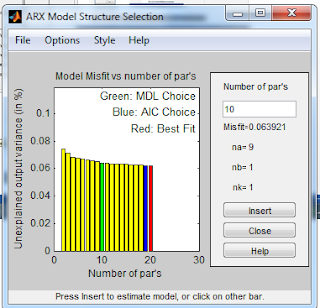 ARX Model Structure Selection
File Options Style Help
Model Misfit vs number of par's
Green: MDL Choice
Blue: AIC Choice
Red: Best Fit
Unexplained output variance (in %)
0.1
0.08
0.06
0.04
0.02
0
0 10 20 30
Number of par's
Number of par's
10
Misfit=0.063921
na= 9
nb= 1
nk= 1
Insert
Close
Help
Press Insert to estimate model, or click on other bar.